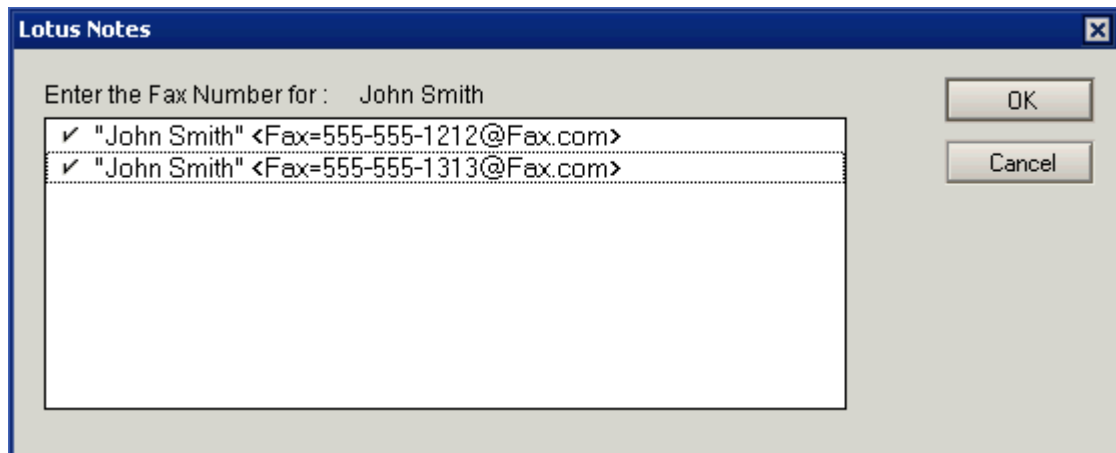 Lotus Notes
Enter the Fax Number for : John Smith
OK
"John Smith" <Fax=555-555-1212@Fax.com>
"John Smith" <Fax=555-555-1313@Fax.com>
Cancel